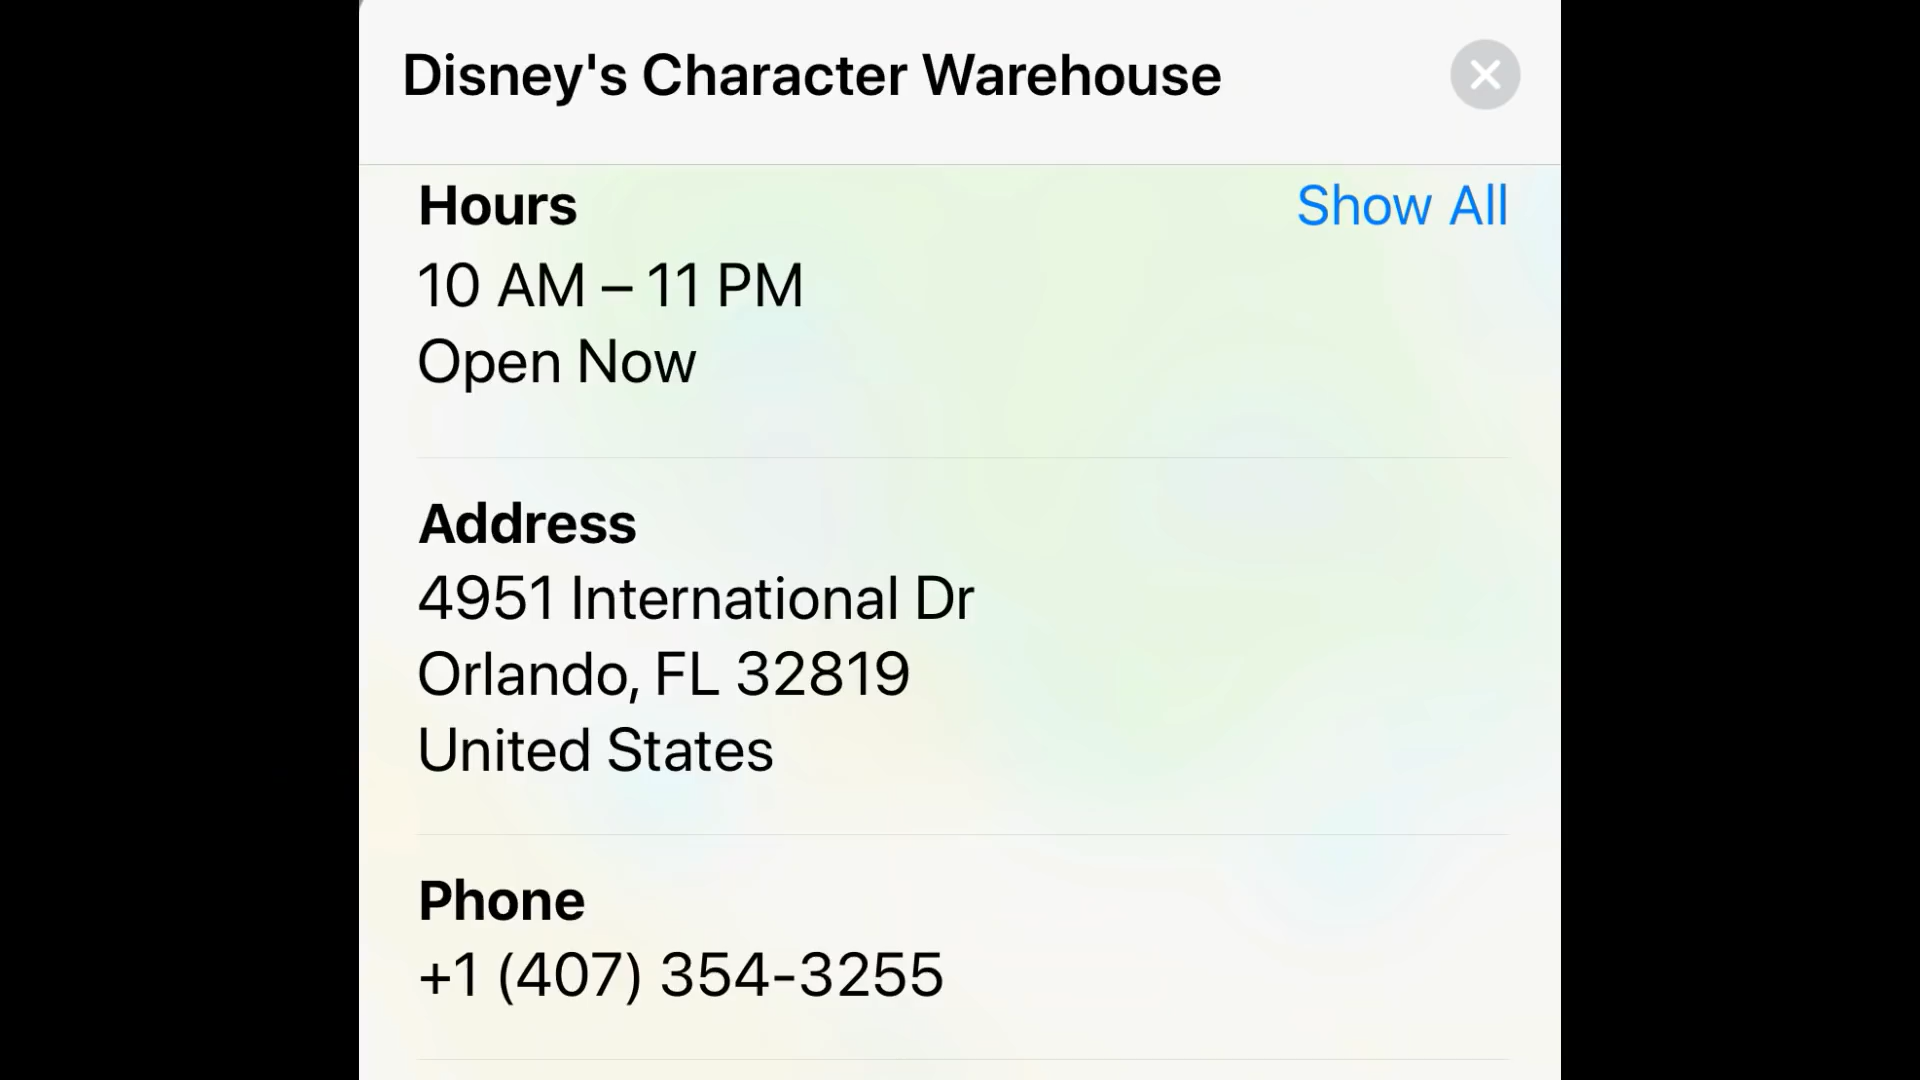 Disney's Character Warehouse
Hours
Show All
10 AM – 11 PM
Open Now
Address
4951 International Dr
Orlando, FL 32819
United States
Phone
+1 (407) 354-3255